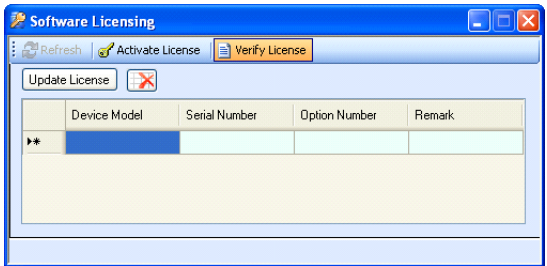 Software Licensing
Refresh Activate License Verify License
Update License
Device Model Serial Number Option Number Remark